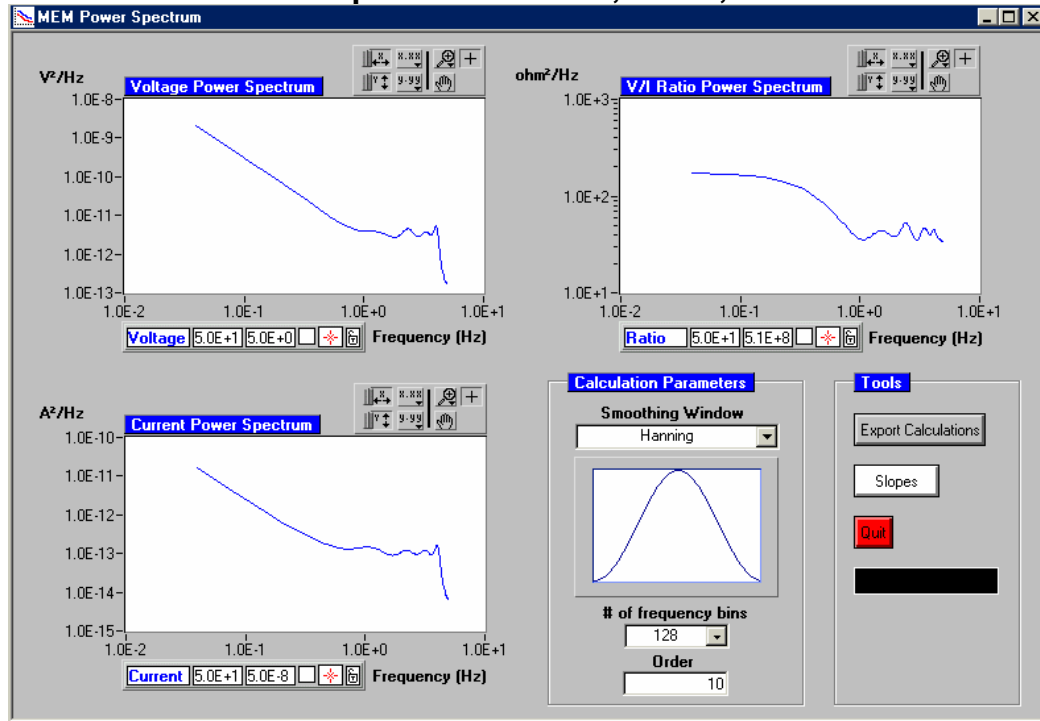 MEM Power Spectrum
V²/Hz
Voltage Power Spectrum
X.XX
Y.YY
1.0E-8
1.0E-9
1.0E-10
1.0E-11
1.0E-12
1.0E-13
1.0E-2 1.0E-1 1.0E+0 1.0E+1
Voltage 5.0E+1 5.0E+0 Frequency (Hz)
ohm²/Hz
V/I Ratio Power Spectrum
X.XX
Y.YY
1.0E+3
1.0E+2
1.0E+1
1.0E-2 1.0E-1 1.0E+0 1.0E+1
Ratio 5.0E+1 5.1E+8 Frequency (Hz)
A²/Hz
Current Power Spectrum
X.XX
Y.YY
1.0E-10
1.0E-11
1.0E-12
1.0E-13
1.0E-14
1.0E-15
1.0E-2 1.0E-1 1.0E+0 1.0E+1
Current 5.0E+1 5.0E-8 Frequency (Hz)
Calculation Parameters
Smoothing Window
Hanning
# of frequency bins
128
Order
10
Tools
Export Calculations
Slopes
Quit